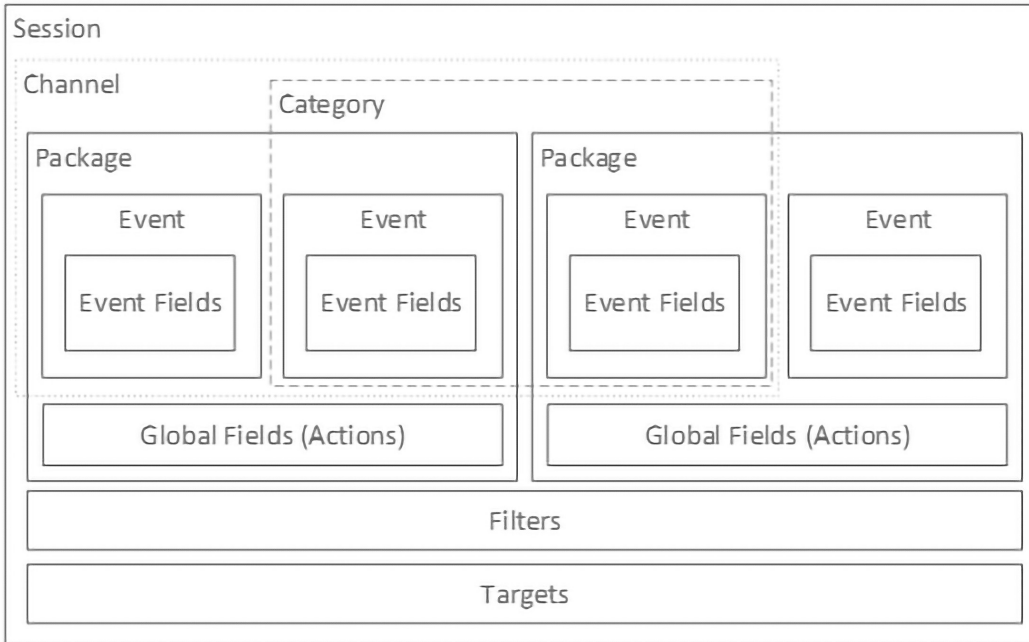 Session
Channel
Category
Package
Package
Event
Event
Event
Event
Event Fields
Event Fields
Event Fields
Event Fields
Global Fields (Actions)
Global Fields (Actions)
Filters
Targets